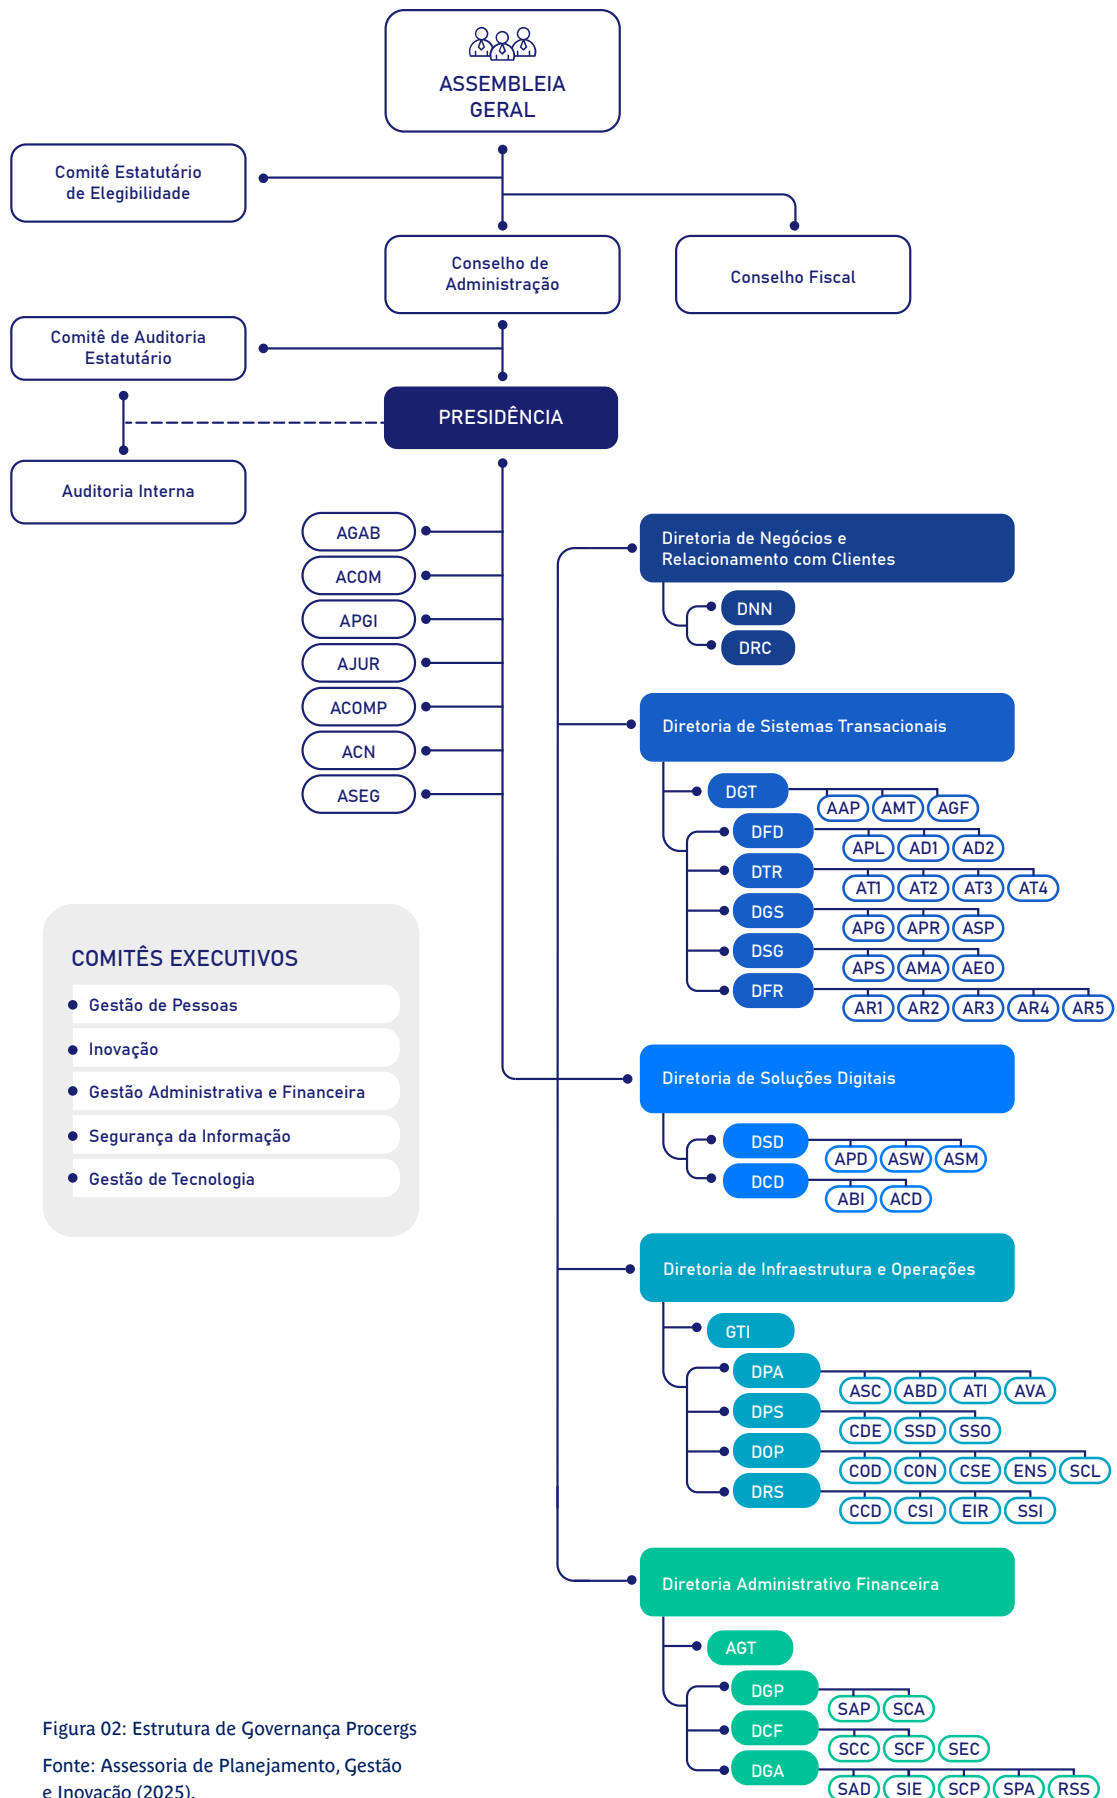 ASSEMBLEIA
GERAL
Comitê Estatutário
de Elegibilidade
Conselho de
Administração
Conselho Fiscal
Comitê de Auditoria
Estatutário
PRESIDÊNCIA
Auditoria Interna
AGAB
ACOM
APGI
AJUR
ACOMP
ACN
ASEG
Diretoria de Negócios e
Relacionamento com Clientes
DNN
DRC
Diretoria de Sistemas Transacionais
DGT
AAP AMT AGF
DFD
APL AD1 AD2
DTR
AT1 AT2 AT3 AT4
DGS
APG APR ASP
DSG
APS AMA AEO
DFR
AR1 AR2 AR3 AR4 AR5
COMITÊS EXECUTIVOS
Gestão de Pessoas
Inovação
Gestão Administrativa e Financeira
Segurança da Informação
Gestão de Tecnologia
Diretoria de Soluções Digitais
DSD
APD ASW ASM
DCD
ABI ACD
Diretoria de Infraestrutura e Operações
GTI
DPA
ASC ABD ATI AVA
DPS
CDE SSD SSO
DOP
COD CON CSE ENS SCL
DRS
CCD CSI EIR SSI
Diretoria Administrativo Financeira
AGT
DGP
SAP SCA
DCF
SCC SCF SEC
DGA
SAD SIE SCP SPA RSS
Figura 02: Estrutura de Governança Procergs
Fonte: Assessoria de Planejamento, Gestão
e Inovação (2025).